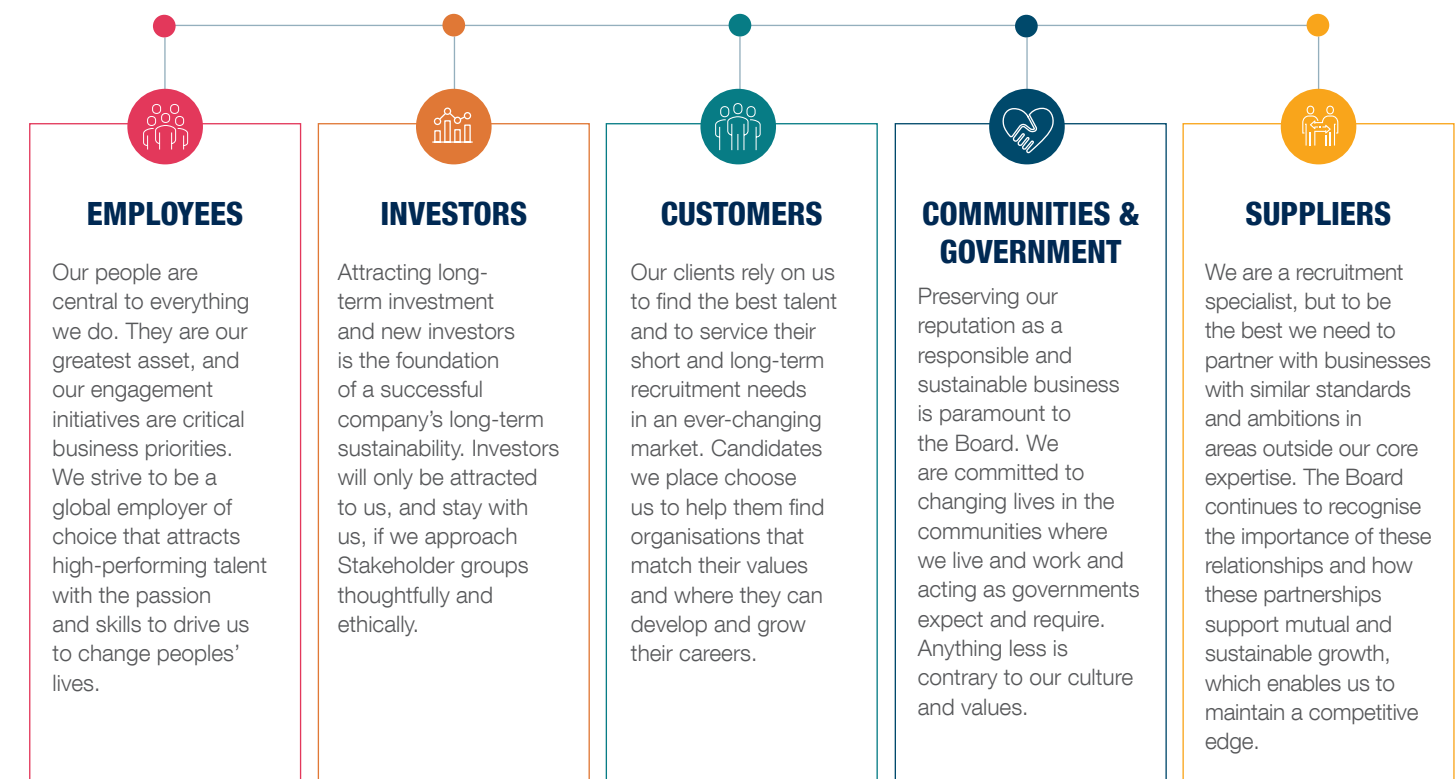 EMPLOYEES
Our people are
central to everything
we do. They are our
greatest asset, and
our engagement
initiatives are critical
business priorities.
We strive to be a
global employer of
choice that attracts
high-performing talent
with the passion
and skills to drive us
to change peoples’
lives.
INVESTORS
Attracting long-
term investment
and new investors
is the foundation
of a successful
company’s long-term
sustainability. Investors
will only be attracted
to us, and stay with
us, if we approach
Stakeholder groups
thoughtfully and
ethically.
CUSTOMERS
Our clients rely on us
to find the best talent
and to service their
short and long-term
recruitment needs
in an ever-changing
market. Candidates
we place choose
us to help them find
organisations that
match their values
and where they can
develop and grow
their careers.
COMMUNITIES &
GOVERNMENT
Preserving our
reputation as a
responsible and
sustainable business
is paramount to
the Board. We
are committed to
changing lives in the
communities where
we live and work and
acting as governments
expect and require.
Anything less is
contrary to our culture
and values.
SUPPLIERS
We are a recruitment
specialist, but to be
the best we need to
partner with businesses
with similar standards
and ambitions in
areas outside our core
expertise. The Board
continues to recognise
the importance of these
relationships and how
these partnerships
support mutual and
sustainable growth,
which enables us to
maintain a competitive
edge.